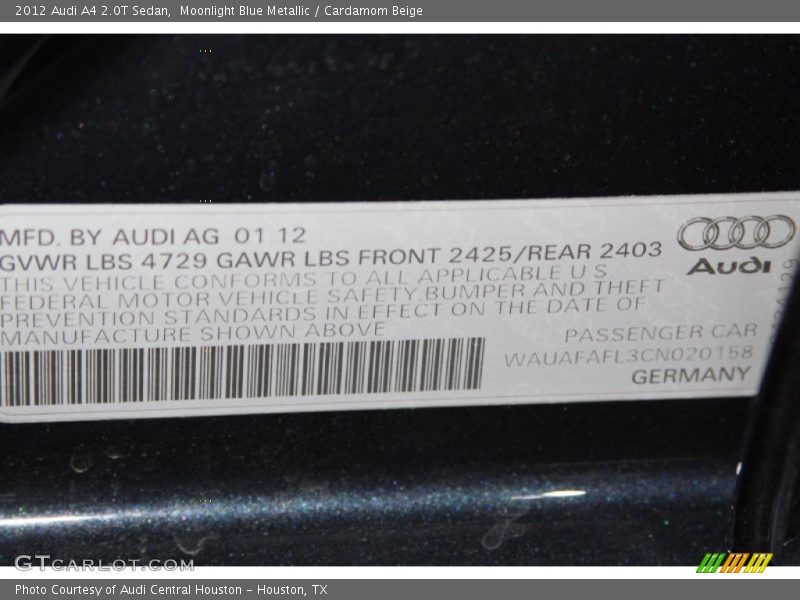 2012 Audi A4 2.0T Sedan, Moonlight Blue Metallic / Cardamom Beige
MFD. BY AUDI AG 01 12
GVWR LBS 4729 GAWR LBS FRONT 2425/REAR 2403
THIS VEHICLE CONFORMS TO ALL APPLICABLE U S.
FEDERAL MOTOR VEHICLE SAFETY,BUMPER AND THEFT
PREVENTION STANDARDS IN EFFECT ON THE DATE OF
MANUFACTURE SHOWN ABOVE
Audi
PASSENGER CAR
WAUAFAFL3CN020158
GERMANY
GTCARLOT.COM
Photo Courtesy of Audi Central Houston - Houston, TX